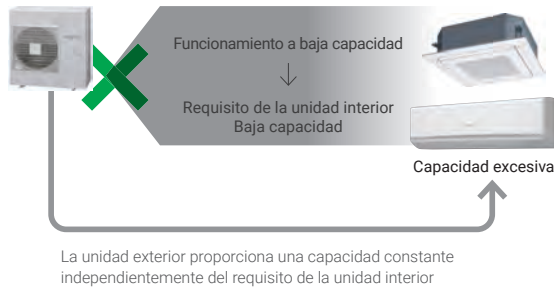 Funcionamiento a baja capacidad
Requisito de la unidad interior
Baja capacidad
Capacidad excesiva
La unidad exterior proporciona una capacidad constante
independientemente del requisito de la unidad interior